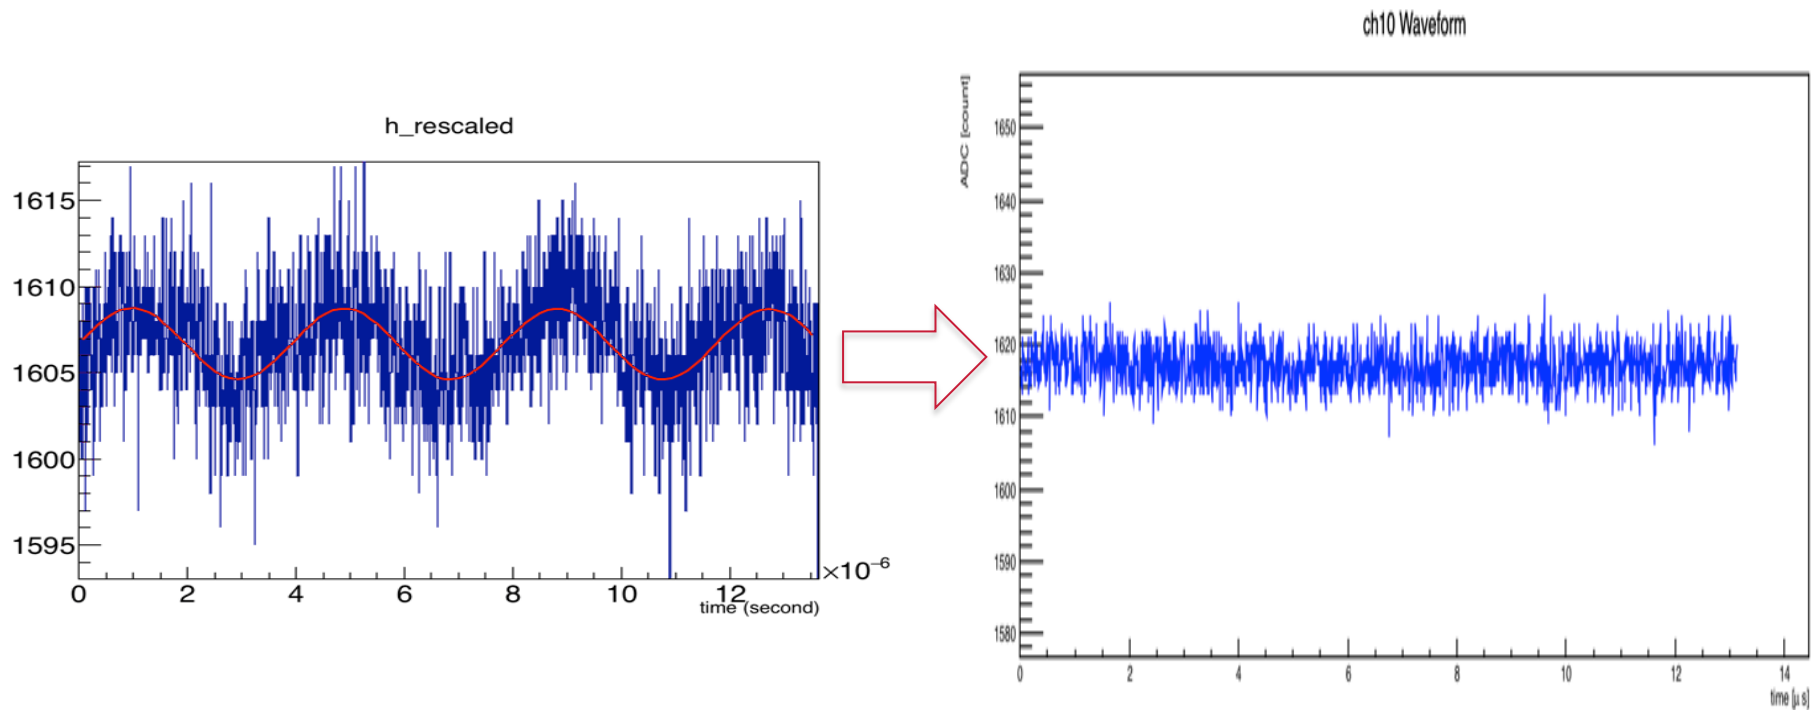 h_rescaled
1615
1610
1605
1600
1595
0 2 4 6 8 10 12
×10⁻⁶
time (second)
ch10 Waveform
ADC [count]
1650
1640
1630
1620
1610
1600
1590
1580
0 2 4 6 8 10 12 14
time [μ s]